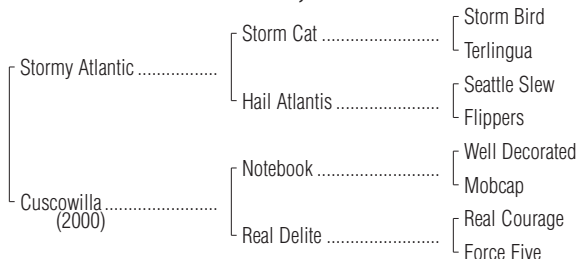 Storm Bird
Storm Cat ........................
Terlingua
Stormy Atlantic ................
Seattle Slew
Hail Atlantis .....................
Flippers
Well Decorated
Notebook .........................
Mobcap
Cuscowilla ......................
(2000)
Real Courage
Real Delite .......................
Force Five